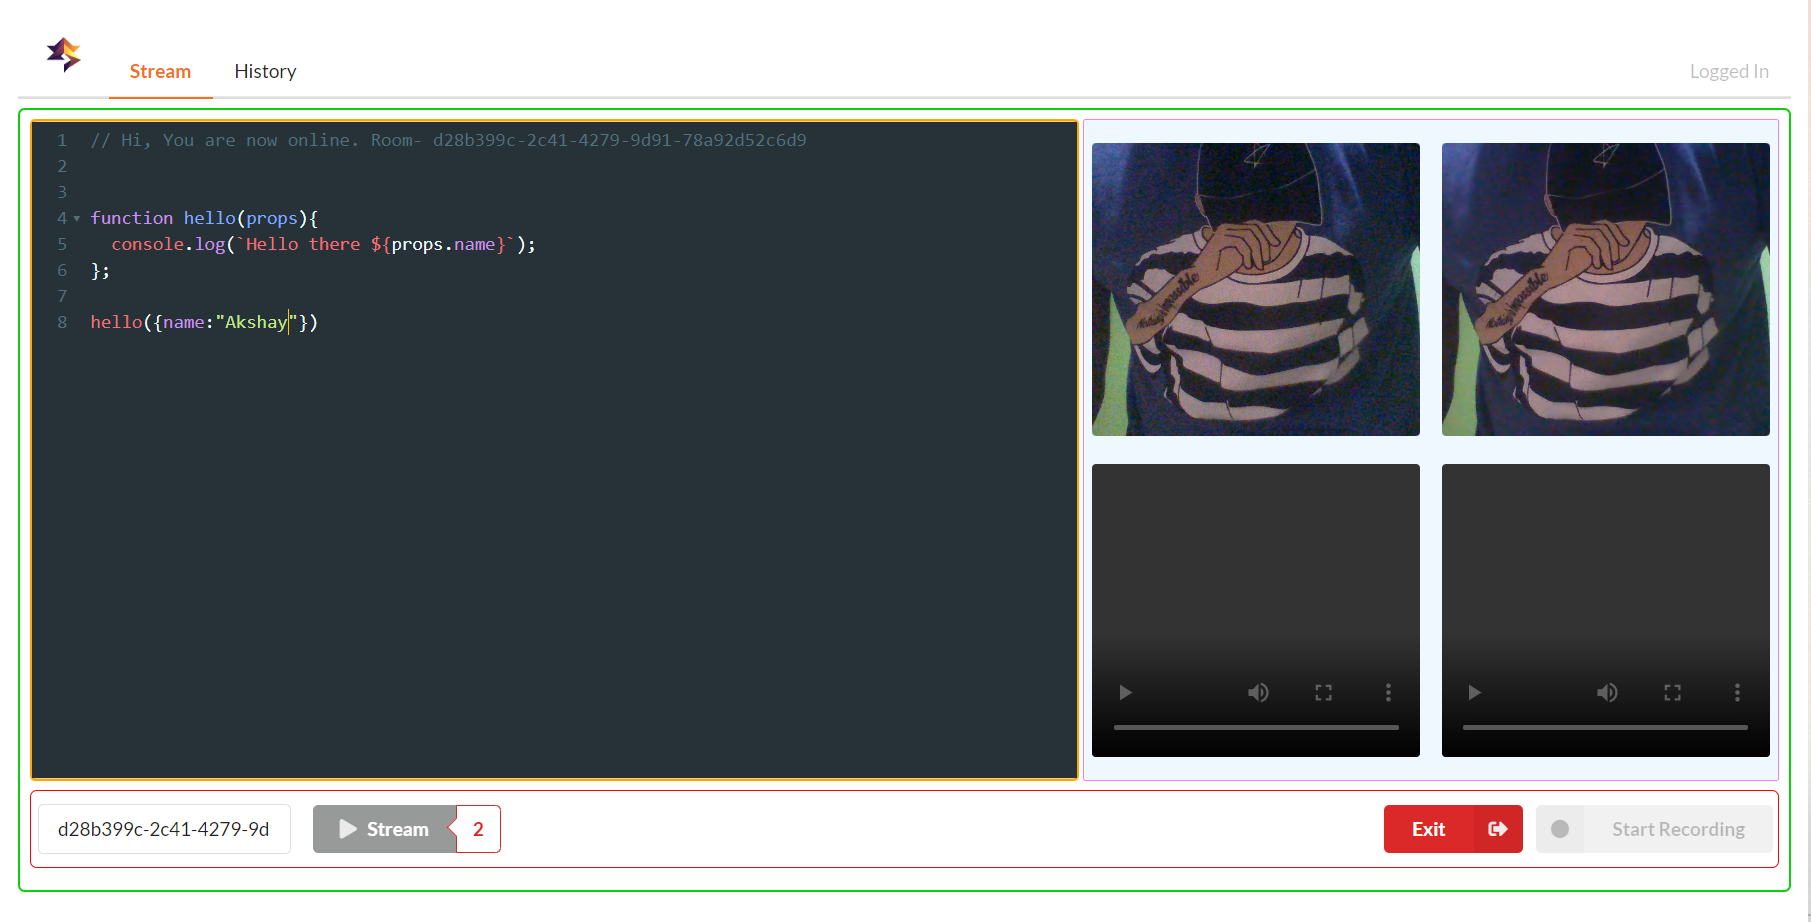 Stream
History
Logged In
1 // Hi, You are now online. Room- d28b399c-2c41-4279-9d91-78a92d52c6d9
2
3
4 function hello(props){
5   console.log(`Hello there ${props.name}`);
6 };
7
8 hello({name:"Akshay"})
Impossible
Impossible
d28b399c-2c41-4279-9d
Stream
2
Exit
Start Recording